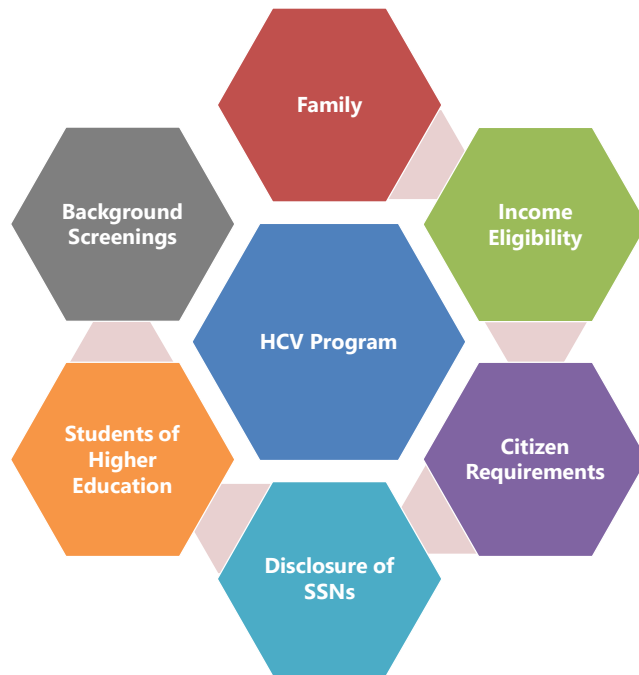 Family
Income
Eligibility
Citizen
Requirements
Disclosure of
SSNs
Students of
Higher
Education
Background
Screenings
HCV Program